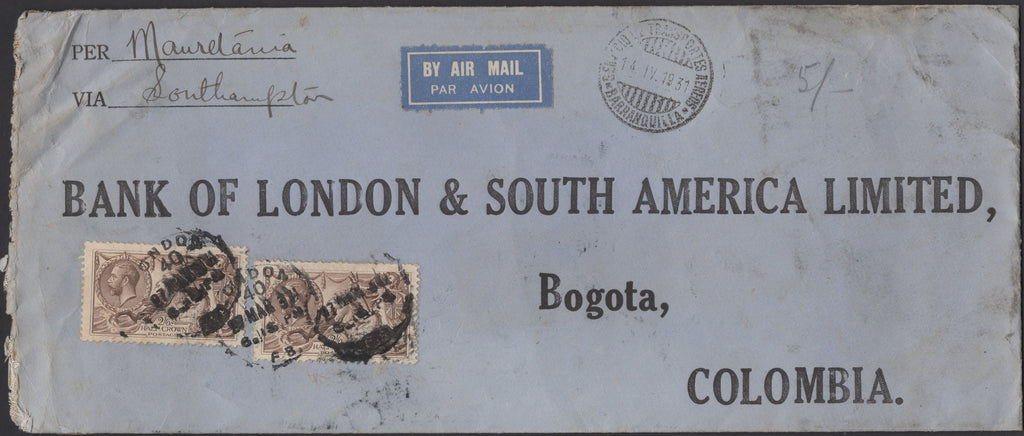 PER Mauretania
VIA Southampton
BY AIR MAIL
PAR AVION
14 IV 1931
BARRANQUILLA
5/-
BANK OF LONDON & SOUTH AMERICA LIMITED,
LONDON
HALF CROWN
POSTAGE
F.S.
Bogota,
COLOMBIA.